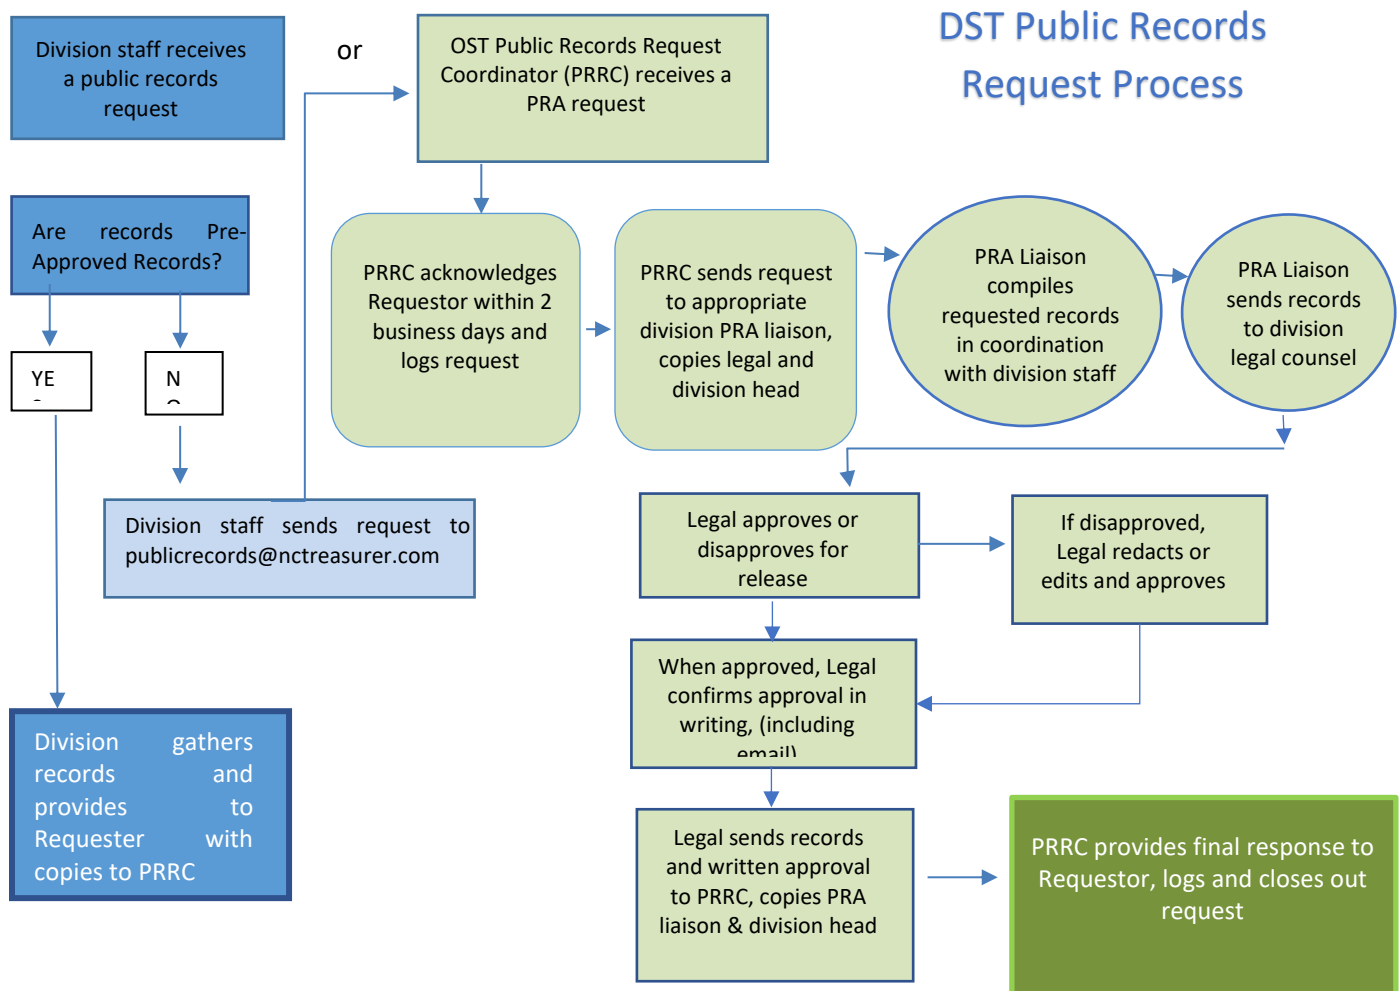 DST Public Records
Request Process
Division staff receives
a public records
request
or
OST Public Records Request
Coordinator (PRRC) receives a
PRA request
Are records Pre-
Approved Records?
YE
N
Division staff sends request to
publicrecords@nctreasurer.com
Division gathers
records and
provides to
Requester with
copies to PRRC
PRRC acknowledges
Requestor within 2
business days and
logs request
PRRC sends request
to appropriate
division PRA liaison,
copies legal and
division head
PRA Liaison
compiles
requested records
in coordination
with division staff
PRA Liaison
sends records
to division
legal counsel
Legal approves or
disapproves for
release
If disapproved,
Legal redacts or
edits and approves
When approved, Legal
confirms approval in
writing, (including
email)
Legal sends records
and written approval
to PRRC, copies PRA
liaison & division head
PRRC provides final response to
Requestor, logs and closes out
request